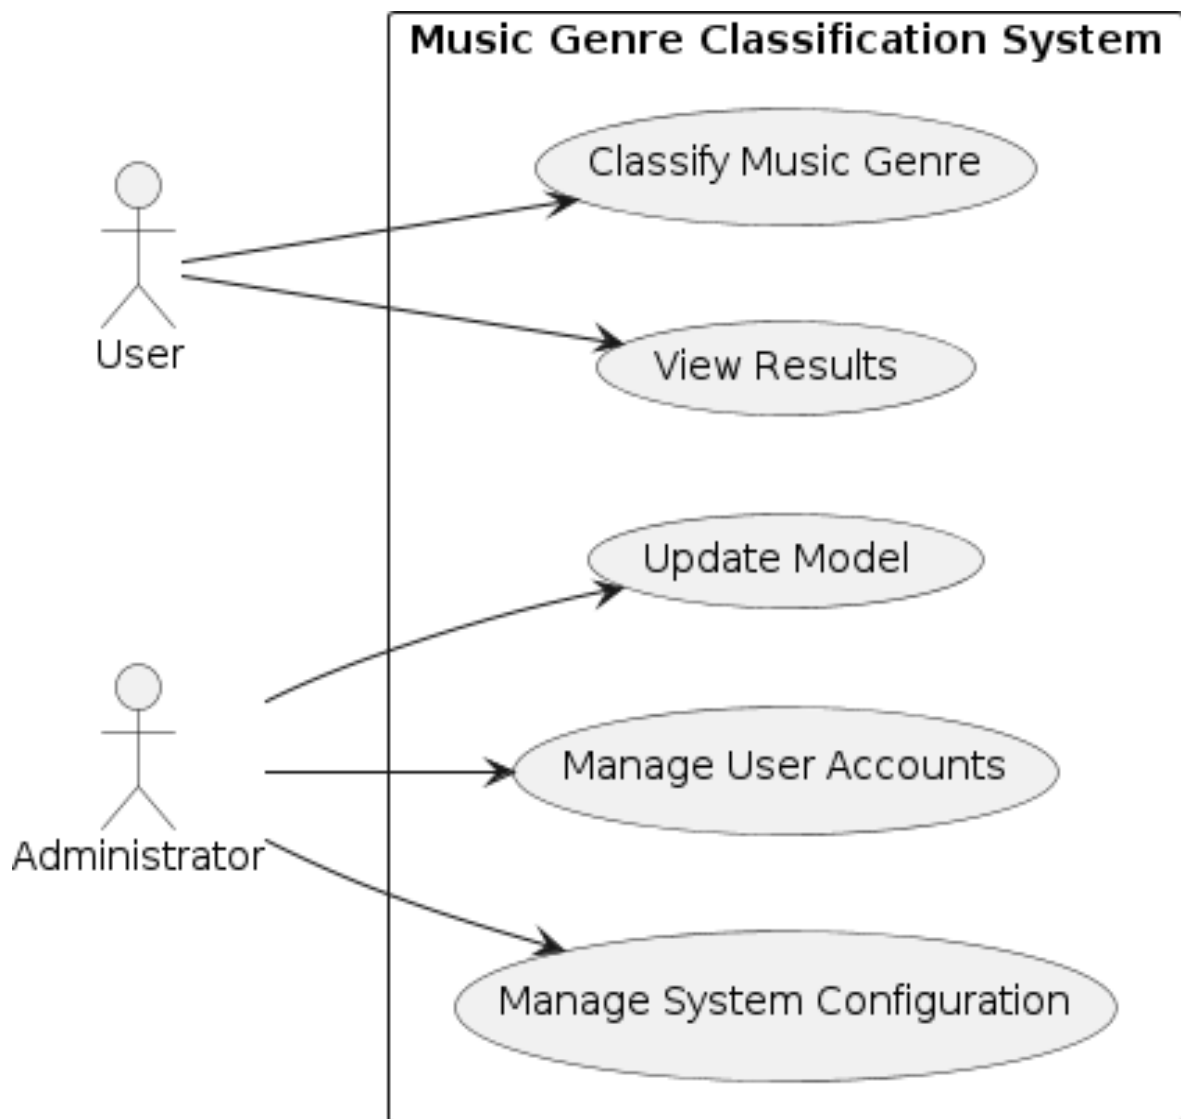 Music Genre Classification System
Classify Music Genre
User
View Results
Update Model
Administrator
Manage User Accounts
Manage System Configuration